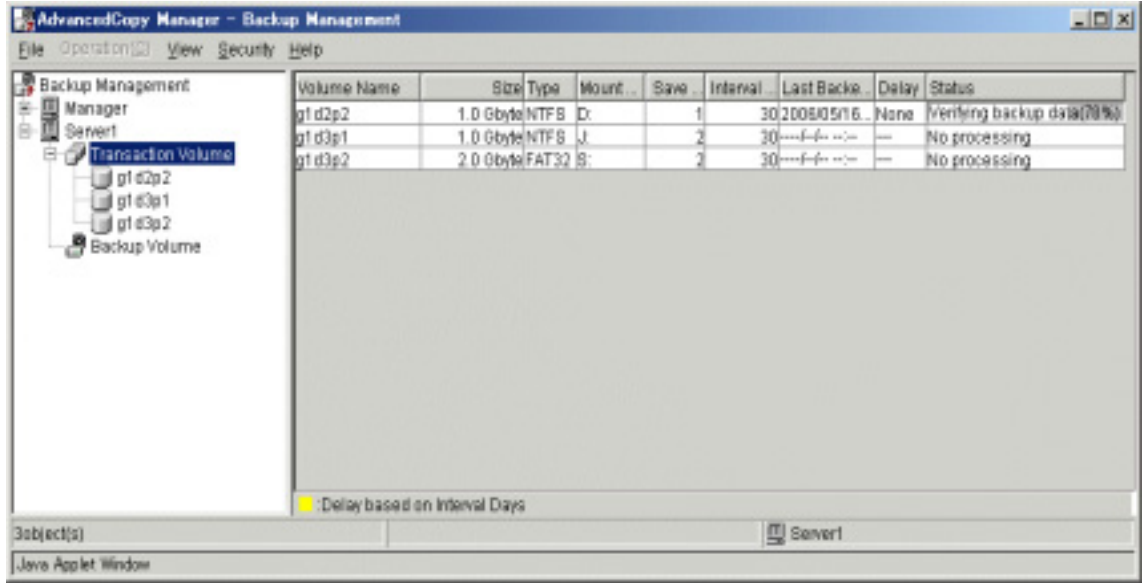 AdvancedCopy Manager - Backup Management
File Operation(O) View Security Help
Backup Management
Manager
Server1
Transaction Volume
g1d2p2
g1d3p1
g1d3p2
Backup Volume
Volume Name Size Type Mount... Save ... Interval ... Last Backe... Delay Status
g1d2p2 1.0 Gbyte NTFS D: 1 30 2006/05/16... None Verifying backup data(78%)
g1d3p1 1.0 Gbyte NTFS J: 2 30 ----/--/-- --:-- --- No processing
g1d3p2 2.0 Gbyte FAT32 S: 2 30 ----/--/-- --:-- --- No processing
:Delay based on Interval Days
3object(s) Server1
Java Applet Window